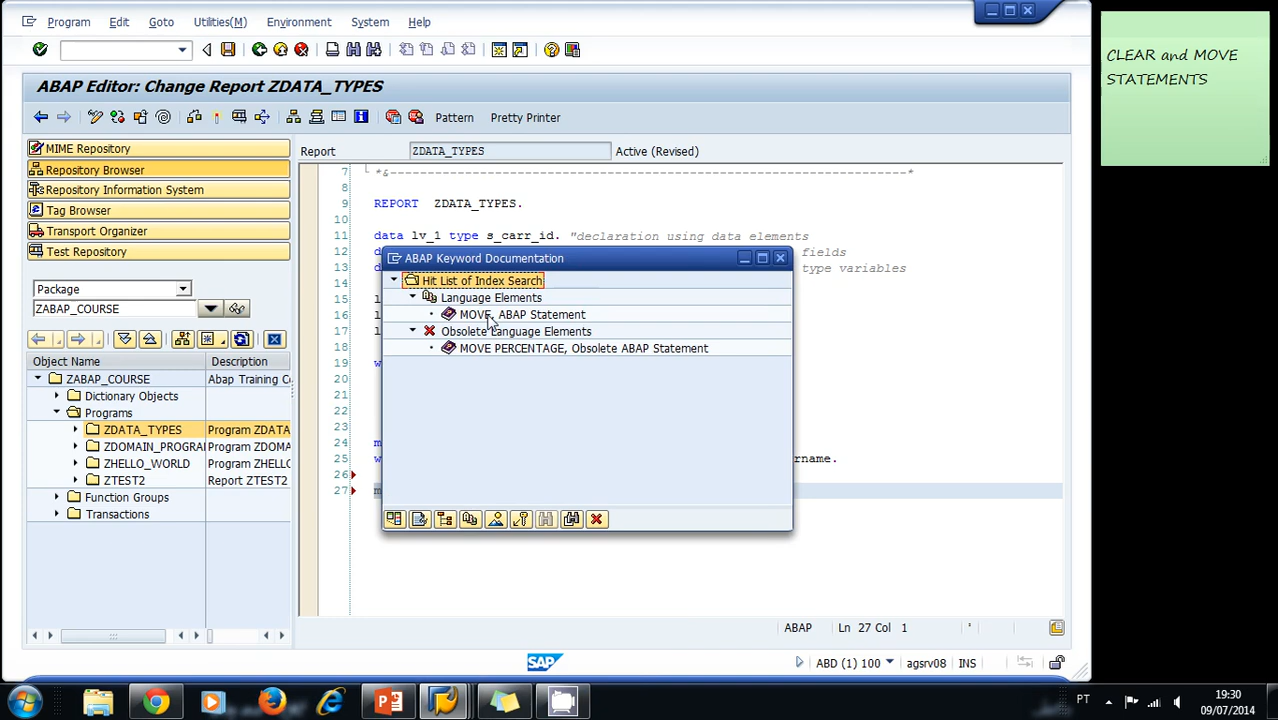 Program Edit Goto Utilities(M) Environment System Help
CLEAR and MOVE
STATEMENTS
ABAP Editor: Change Report ZDATA_TYPES
Pattern Pretty Printer
MIME Repository
Repository Browser
Repository Information System
Tag Browser
Transport Organizer
Test Repository
Package
ZABAP_COURSE
Object Name Description
ZABAP_COURSE Abap Training Co
Dictionary Objects
Programs
ZDATA_TYPES Program ZDATA
ZDOMAIN_PROGRA Program ZDOM
ZHELLO_WORLD Program ZHELL
ZTEST2 Report ZTEST2
Function Groups
Transactions
Report ZDATA_TYPES Active (Revised)
7 *&---------------------------------------------------------------------*
8
9 REPORT ZDATA_TYPES.
10
11 data lv_1 type s_carr_id. "declaration using data elements
12 d fields
13 d type variables
14
15 l
16 l
17 l
18
19 w
20
21
22
23
24 m
25 w rname.
26
27 m
ABAP Keyword Documentation
Hit List of Index Search
Language Elements
MOVE, ABAP Statement
Obsolete Language Elements
MOVE PERCENTAGE, Obsolete ABAP Statement
ABAP Ln 27 Col 1
SAP ABD (1) 100 agsrv08 INS
PT 19:30
09/07/2014